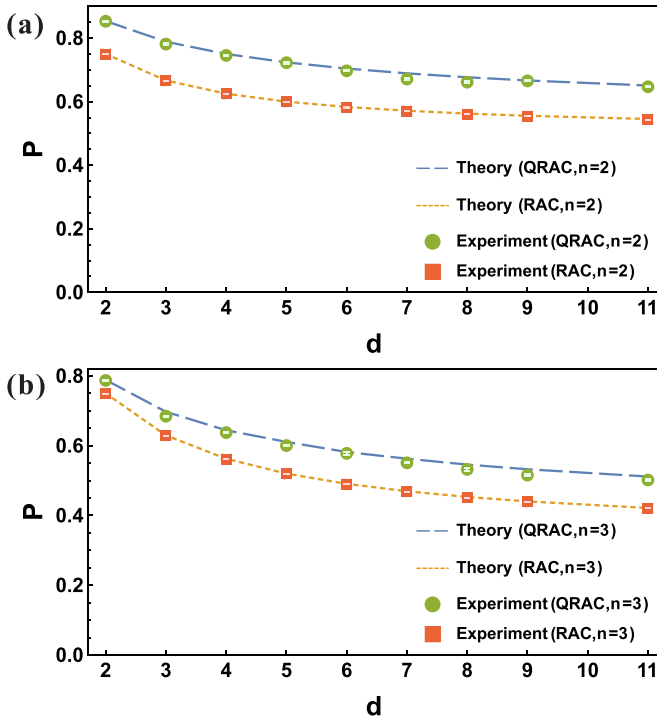 (a)
0.8
0.6
0.4
0.2
0.0
P
Theory (QRAC,n=2)
Theory (RAC,n=2)
Experiment (QRAC,n=2)
Experiment (RAC,n=2)
2 3 4 5 6 7 8 9 10 11
d
(b)
0.8
0.6
0.4
0.2
0.0
P
Theory (QRAC,n=3)
Theory (RAC,n=3)
Experiment (QRAC,n=3)
Experiment (RAC,n=3)
2 3 4 5 6 7 8 9 10 11
d